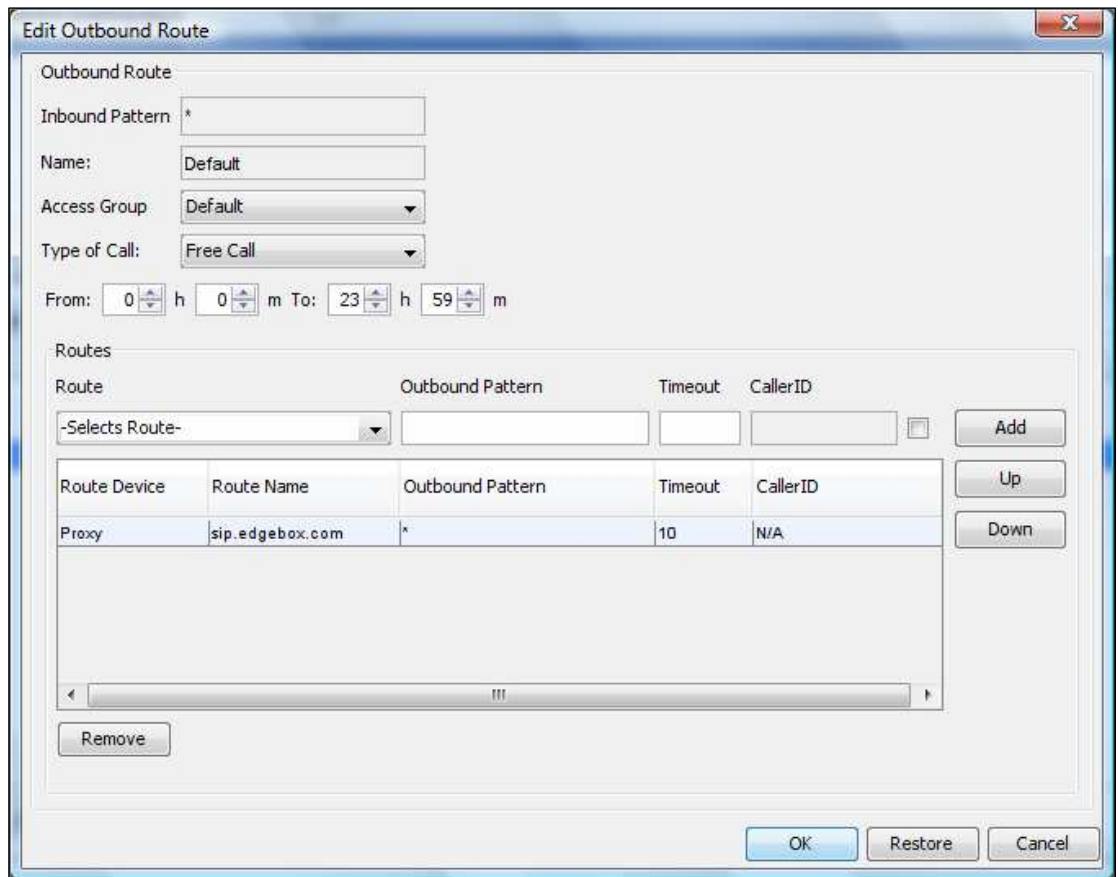 Edit Outbound Route
Outbound Route
Inbound Pattern *
Name: Default
Access Group Default
Type of Call: Free Call
From: 0 h 0 m To: 23 h 59 m
Routes
Route Outbound Pattern Timeout CallerID
-Selects Route- Add
Route Device Route Name Outbound Pattern Timeout CallerID Up
Proxy sip.edgebox.com * 10 N/A Down
Remove
OK Restore Cancel